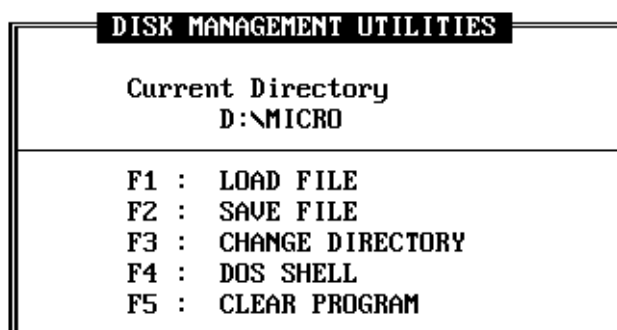 DISK MANAGEMENT UTILITIES
Current Directory
D:\MICRO
F1 : LOAD FILE
F2 : SAVE FILE
F3 : CHANGE DIRECTORY
F4 : DOS SHELL
F5 : CLEAR PROGRAM